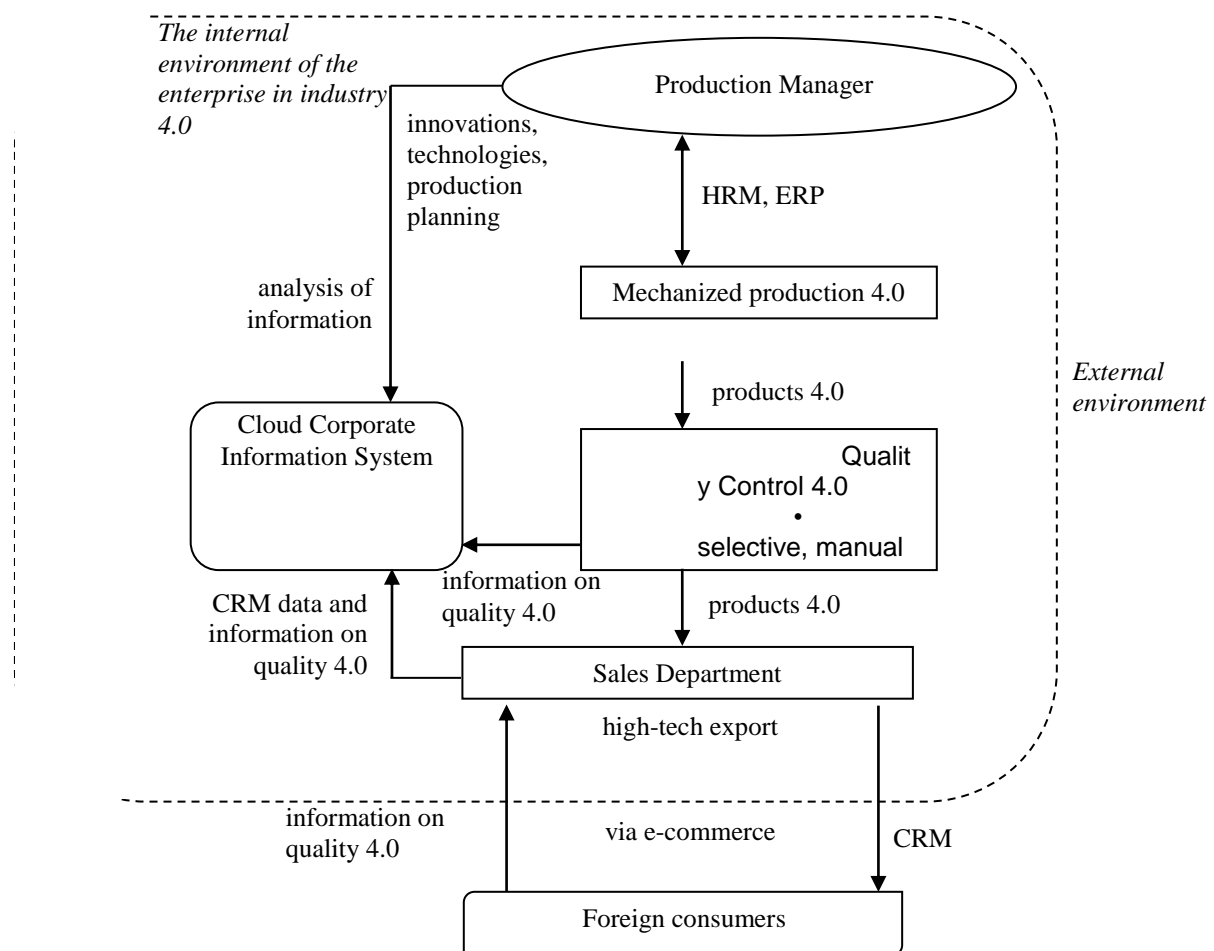 The internal
environment of the
enterprise in industry
4.0
Production Manager
innovations,
technologies,
production
planning
HRM, ERP
analysis of
information
Mechanized production 4.0
External
environment
products 4.0
Cloud Corporate
Information System
Qualit
y Control 4.0
•
selective, manual
information on
quality 4.0
products 4.0
CRM data and
information on
quality 4.0
Sales Department
high-tech export
information on
quality 4.0
via e-commerce
CRM
Foreign consumers